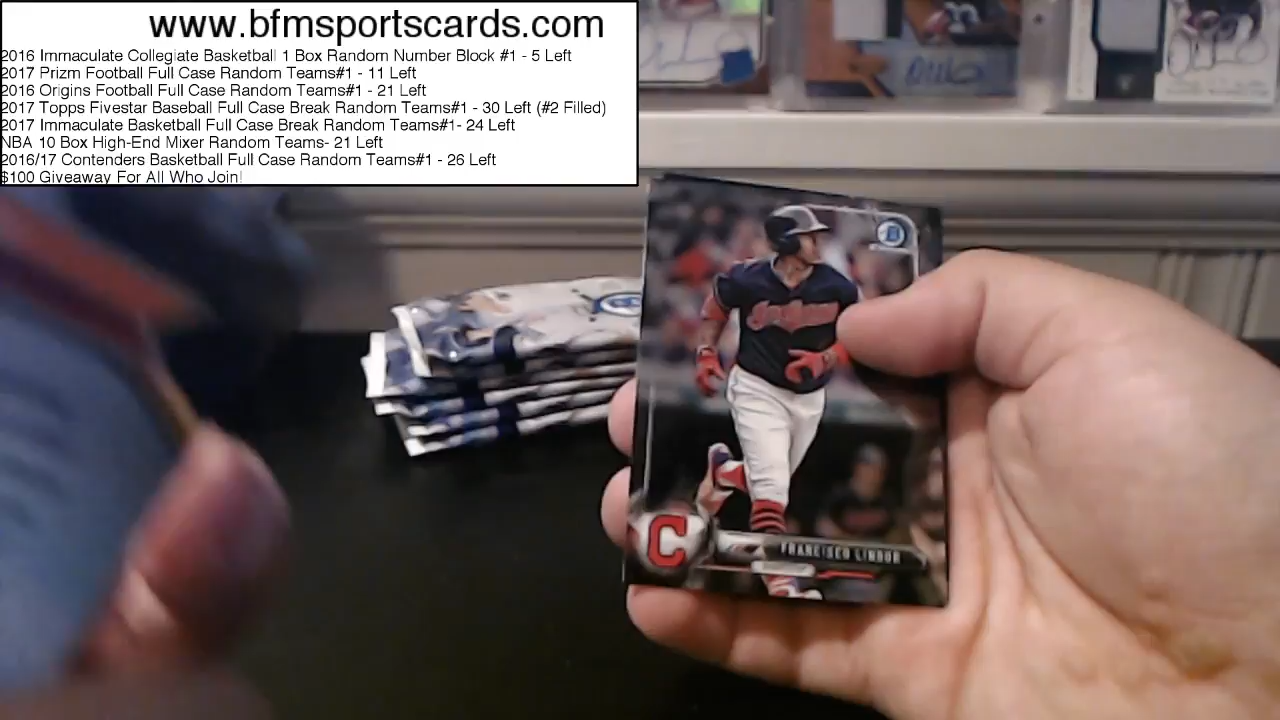 www.bfmsportscards.com
2016 Immaculate Collegiate Basketball 1 Box Random Number Block #1 - 5 Left
2017 Prizm Football Full Case Random Teams#1 - 11 Left
2016 Origins Football Full Case Random Teams#1 - 21 Left
2017 Topps Fivestar Baseball Full Case Break Random Teams#1 - 30 Left (#2 Filled)
2017 Immaculate Basketball Full Case Break Random Teams#1- 24 Left
NBA 10 Box High-End Mixer Random Teams- 21 Left
2016/17 Contenders Basketball Full Case Random Teams#1 - 26 Left
$100 Giveaway For All Who Join!
B
Indians
C
FRANCISCO LINDOR